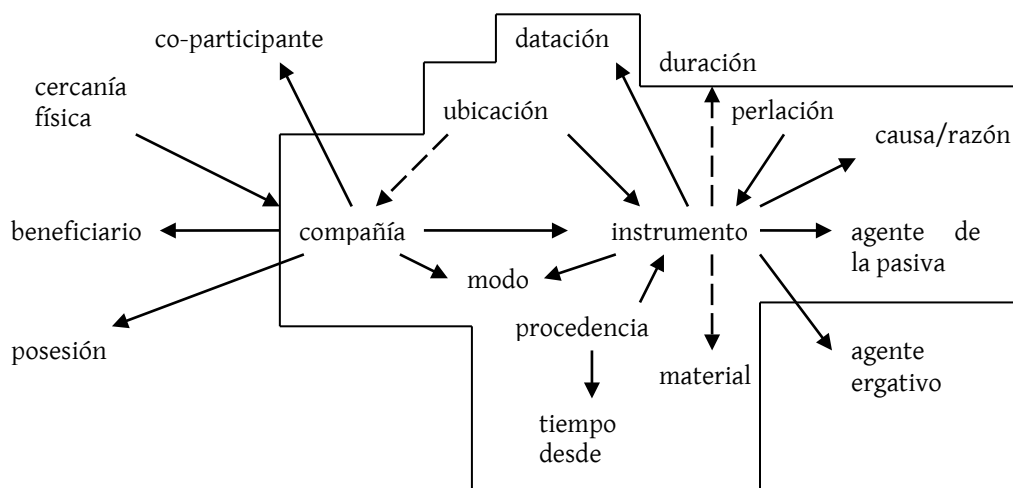 co-participante
datación
duración
cercanía
física
ubicación
perlación
causa/razón
beneficiario
compañía
instrumento
agente de
la pasiva
modo
procedencia
posesión
material
agente
ergativo
tiempo
desde